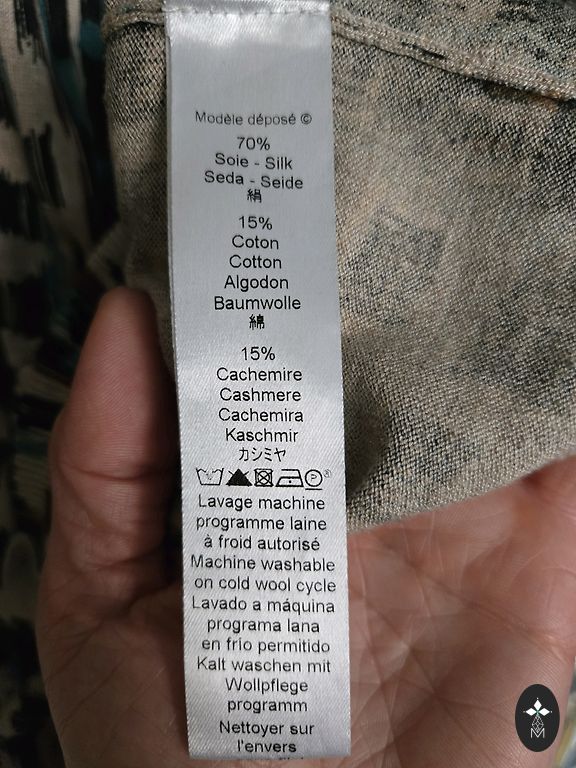 Modèle déposé ©
70%
Soie - Silk
Seda - Seide
絹
15%
Coton
Cotton
Algodon
Baumwolle
綿
15%
Cachemire
Cashmere
Cachemira
Kaschmir
カシミヤ
P
Lavage machine
programme laine
à froid autorisé
Machine washable
on cold wool cycle
Lavado a máquina
programa lana
en frío permitido
Kalt waschen mit
Wollpflege
programm
Nettoyer sur
l'envers
M